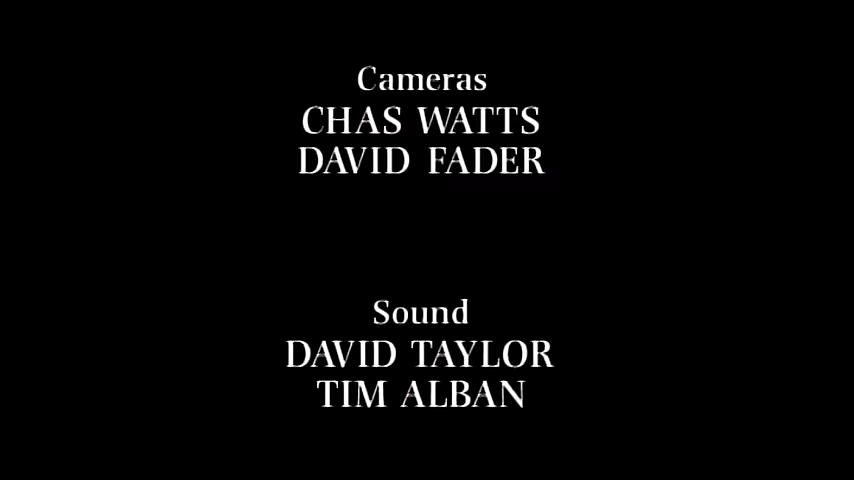 Cameras
CHAS WATTS
DAVID FADER
Sound
DAVID TAYLOR
TIM ALBAN